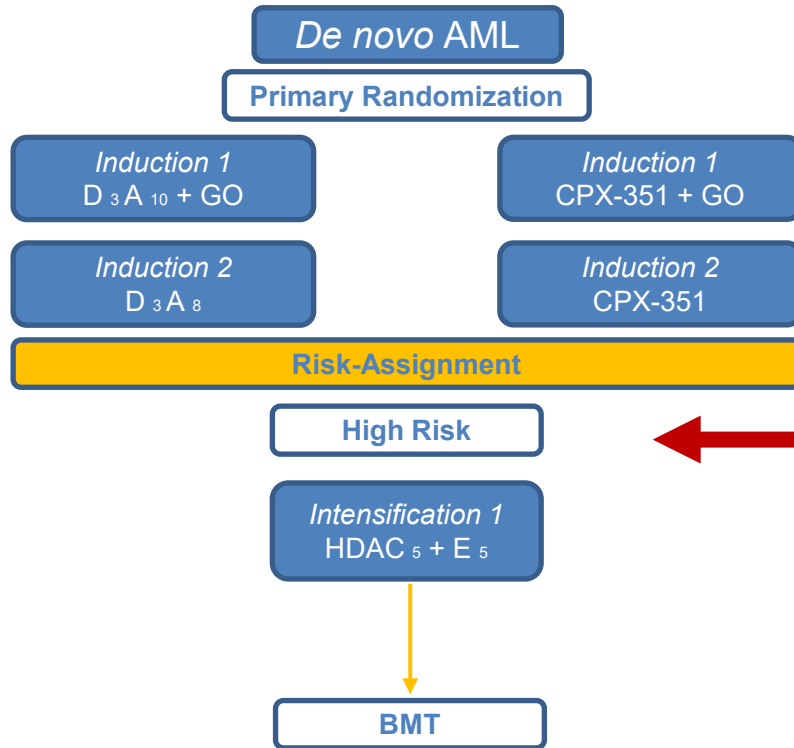 De novo AML
Primary Randomization
Induction 1
D 3 A 10 + GO
Induction 1
CPX-351 + GO
Induction 2
D 3 A 8
Induction 2
CPX-351
Risk-Assignment
High Risk
Intensification 1
HDAC 5 + E 5
BMT